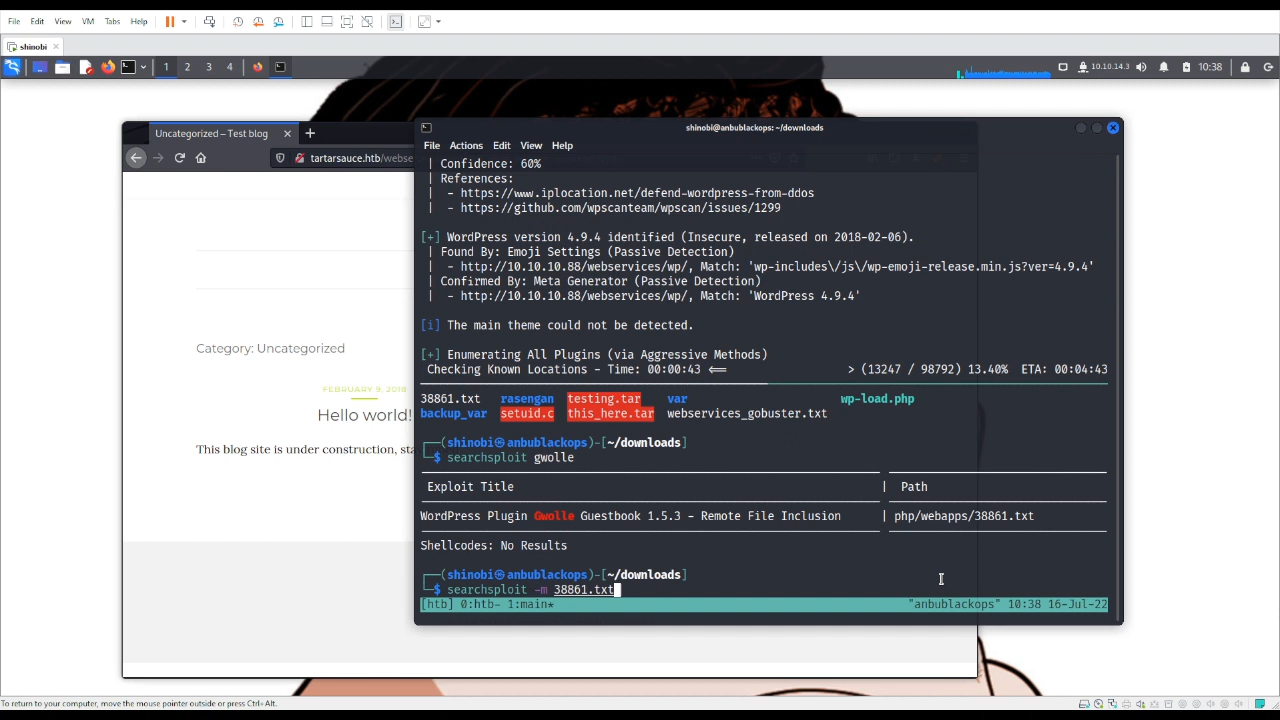 File Edit View VM Tabs Help
shinobi
1 2 3 4 10.10.14.3 10:38
Uncategorized – Test blog
tartarsauce.htb/webse
Category: Uncategorized
FEBRUARY 9, 2018
Hello world!
This blog site is under construction, sta
shinobi@anbublackops: ~/downloads
File Actions Edit View Help
| Confidence: 60%
| References:
|  - https://www.iplocation.net/defend-wordpress-from-ddos
|  - https://github.com/wpscanteam/wpscan/issues/1299
[+] WordPress version 4.9.4 identified (Insecure, released on 2018-02-06).
| Found By: Emoji Settings (Passive Detection)
|  - http://10.10.10.88/webservices/wp/, Match: 'wp-includes\/js\/wp-emoji-release.min.js?ver=4.9.4'
| Confirmed By: Meta Generator (Passive Detection)
|  - http://10.10.10.88/webservices/wp/, Match: 'WordPress 4.9.4'
[i] The main theme could not be detected.
[+] Enumerating All Plugins (via Aggressive Methods)
Checking Known Locations - Time: 00:00:43 <== > (13247 / 98792) 13.40% ETA: 00:04:43
38861.txt rasengan testing.tar var wp-load.php
backup_var setuid.c this_here.tar webservices_gobuster.txt
┌──(shinobi㉿anbublackops)-[~/downloads]
└─$ searchsploit gwolle
Exploit Title | Path
WordPress Plugin Gwolle Guestbook 1.5.3 - Remote File Inclusion | php/webapps/38861.txt
Shellcodes: No Results
┌──(shinobi㉿anbublackops)-[~/downloads]
└─$ searchsploit -m 38861.txt
[htb] 0:htb- 1:main* "anbublackops" 10:38 16-Jul-22
To return to your computer, move the mouse pointer outside or press Ctrl+Alt.